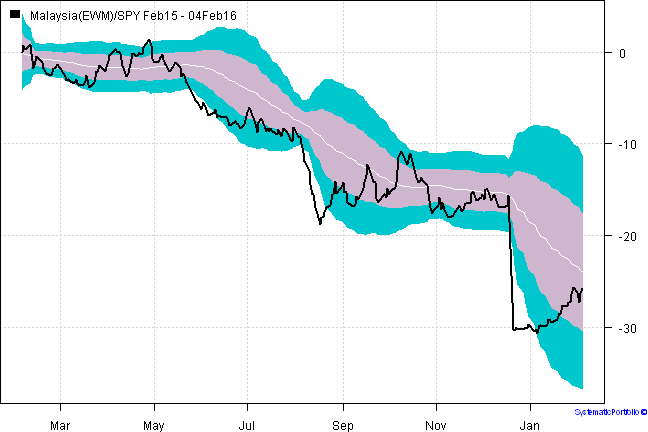 Malaysia(EWM)/SPY Feb15 - 04Feb16
0
-10
-20
-30
Mar May Jul Sep Nov Jan
SystematicPortfolio ©